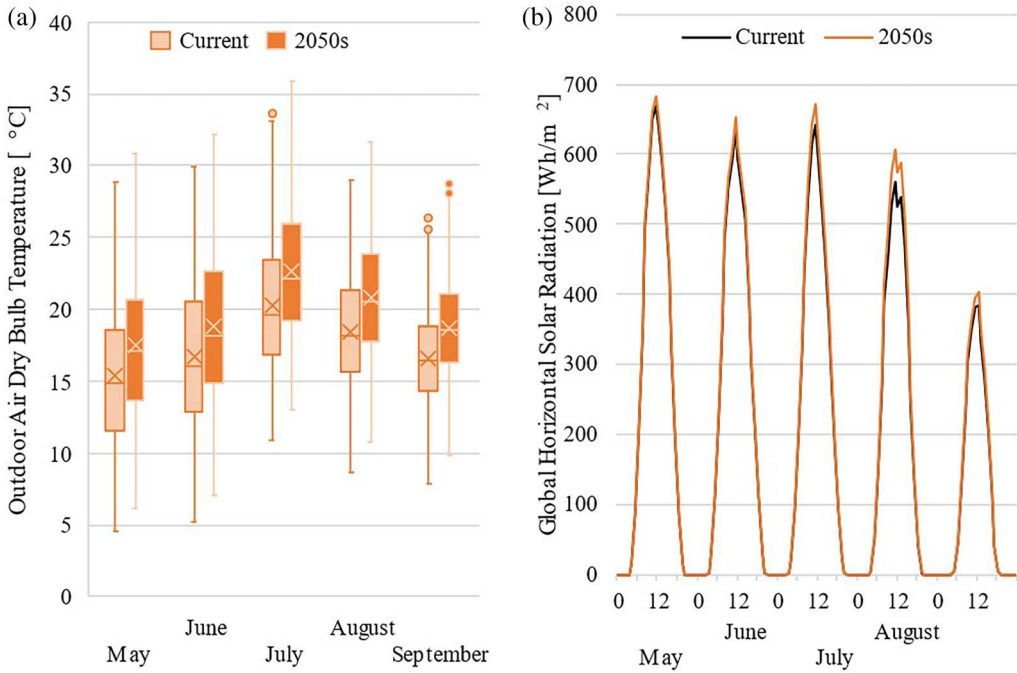 (a)
Outdoor Air Dry Bulb Temperature [ °C]
40
35
30
25
20
15
10
5
0
Current 2050s
June August
May July September
(b)
Global Horizontal Solar Radiation [Wh/m 2]
800
700
600
500
400
300
200
100
0
Current 2050s
0 12 0 12 0 12 0 12 0 12
June August
May July